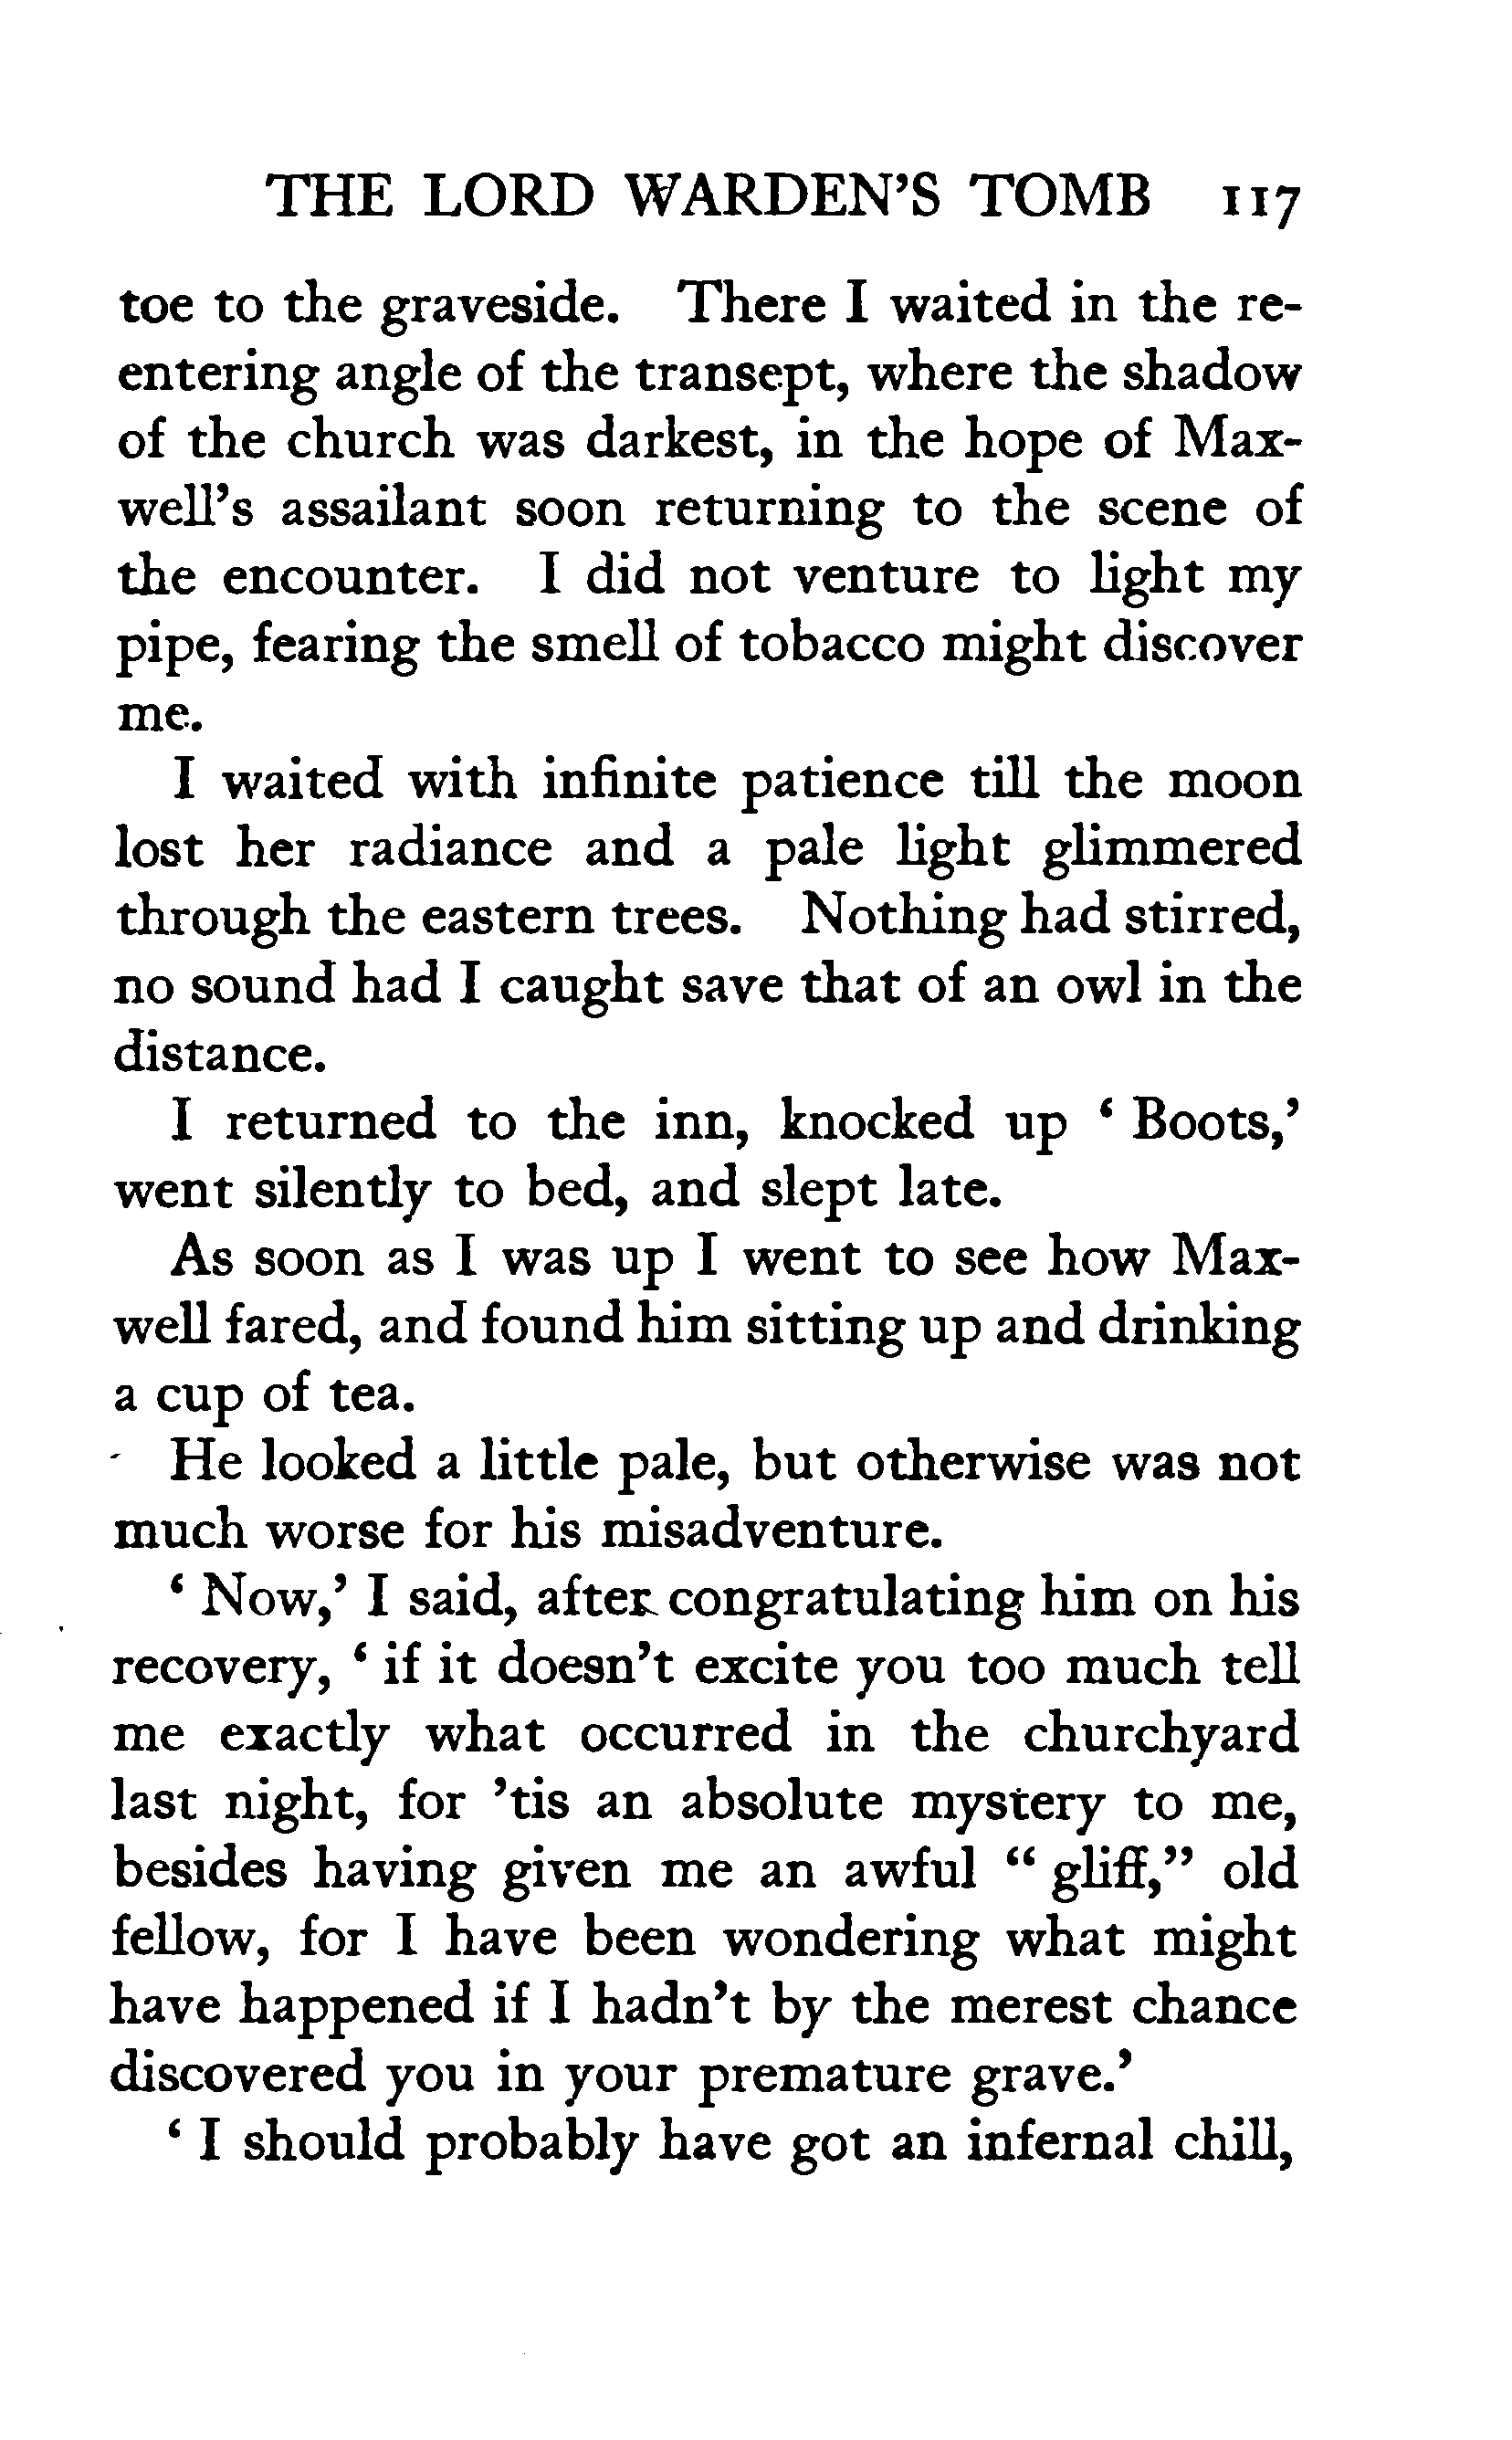 THE LORD WARDEN'S TOMB 117
toe to the graveside. There I waited in the re-
entering angle of the transept, where the shadow
of the church was darkest, in the hope of Max-
well's assailant soon returning to the scene of
the encounter. I did not venture to light my
pipe, fearing the smell of tobacco might discover
me.
I waited with infinite patience till the moon
lost her radiance and a pale light glimmered
through the eastern trees. Nothing had stirred,
no sound had I caught save that of an owl in the
distance.
I returned to the inn, knocked up ‘ Boots,’
went silently to bed, and slept late.
As soon as I was up I went to see how Max-
well fared, and found him sitting up and drinking
a cup of tea.
He looked a little pale, but otherwise was not
much worse for his misadventure.
‘ Now,’ I said, after congratulating him on his
recovery, ‘ if it doesn’t excite you too much tell
me exactly what occurred in the churchyard
last night, for ’tis an absolute mystery to me,
besides having given me an awful “ gliff,” old
fellow, for I have been wondering what might
have happened if I hadn’t by the merest chance
discovered you in your premature grave.’
‘ I should probably have got an infernal chill,